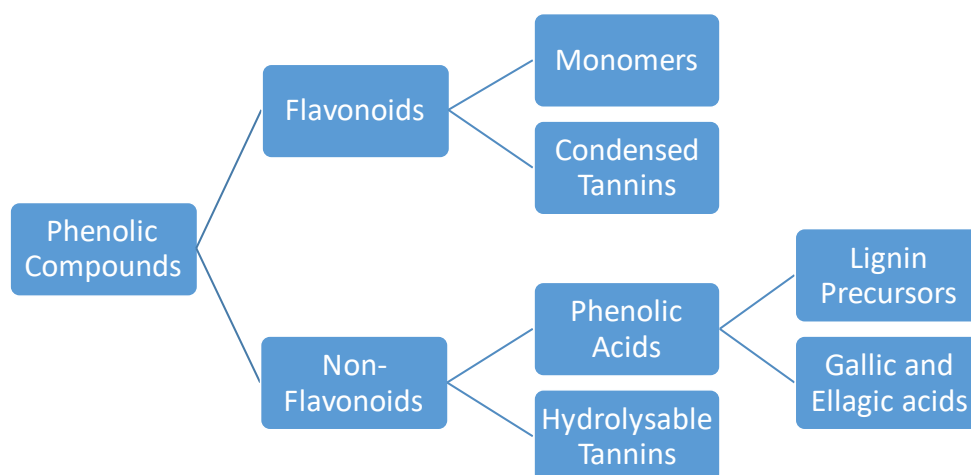 Phenolic
Compounds
Flavonoids
Monomers
Condensed
Tannins
Non-
Flavonoids
Phenolic
Acids
Lignin
Precursors
Gallic and
Ellagic acids
Hydrolysable
Tannins